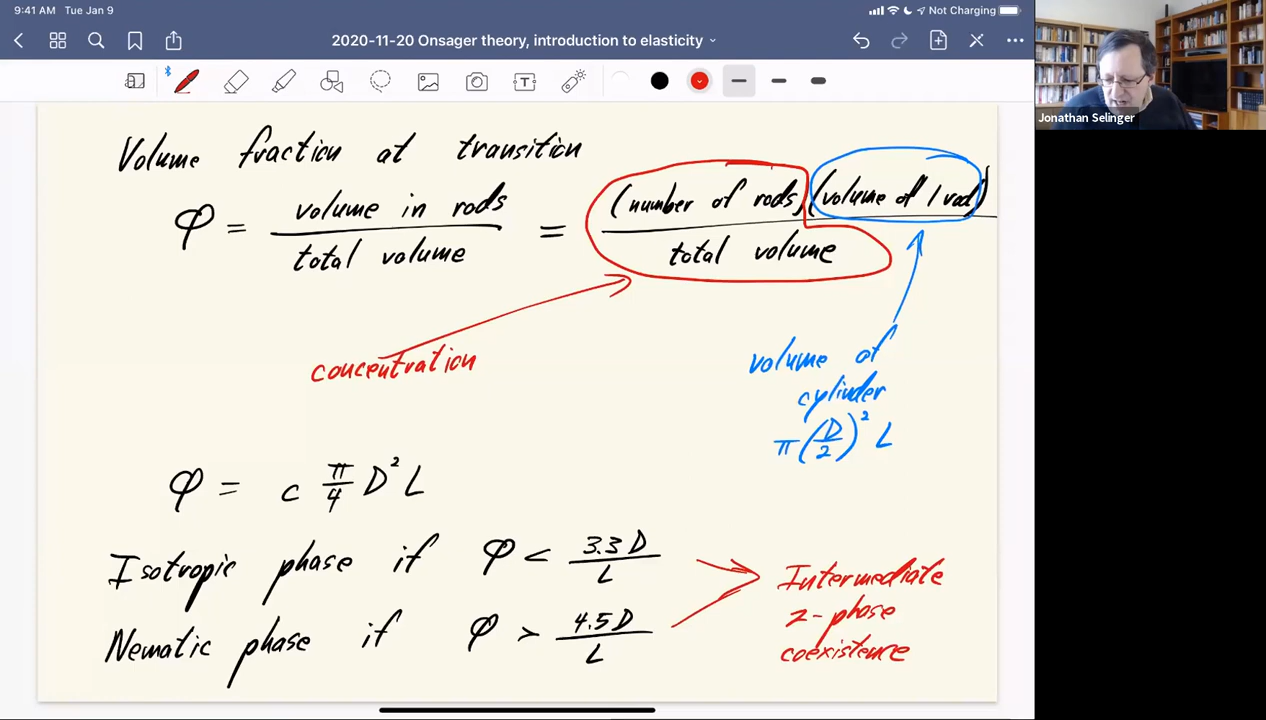 9:41 AM Tue Jan 9
Not Charging
2020-11-20 Onsager theory, introduction to elasticity
Jonathan Selinger
Volume fraction at transition
φ = volume in rods / total volume = (number of rods)(volume of 1 rod) / total volume
concentration
volume of
cylinder
π(D/2)² L
φ = c π/4 D² L
Isotropic phase if φ < 3.3 D / L
Nematic phase if φ > 4.5 D / L
Intermediate
2-phase
coexistence